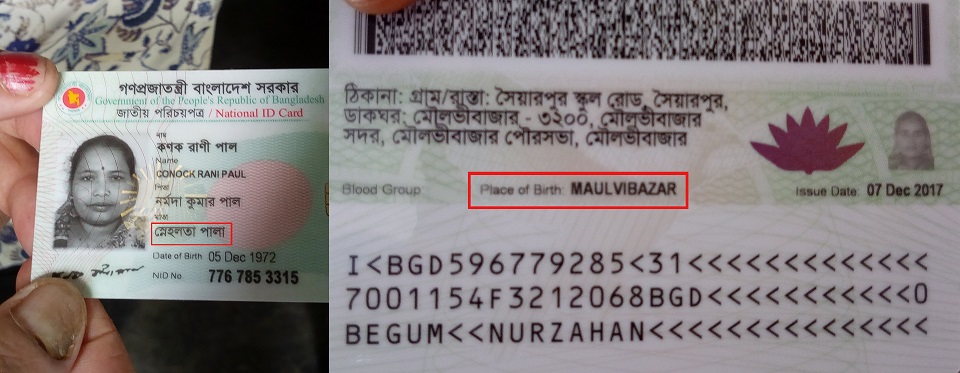 গণপ্রজাতন্ত্রী বাংলাদেশ সরকার
Government of the People's Republic of Bangladesh
জাতীয় পরিচয়পত্র / National ID Card
নাম
কণক রাণী পাল
Name
CONOCK RANI PAUL
পিতা
নর্মদা কুমার পাল
মাতা
স্নেহলতা পালা
Date of Birth 05 Dec 1972
NID No. 776 785 3315
ঠিকানা: গ্রাম/রাস্তা: সৈয়ারপুর স্কুল রোড, সৈয়ারপুর,
ডাকঘর: মৌলভীবাজার - ৩২০০, মৌলভীবাজার
সদর, মৌলভীবাজার পৌরসভা, মৌলভীবাজার
Blood Group: Place of Birth: MAULVIBAZAR Issue Date: 07 Dec 2017
I<BGD596779285<31<<<<<<<<<<<<<
7001154F3212068BGD<<<<<<<<<<<0
BEGUM<<NURZAHAN<<<<<<<<<<<<<<<